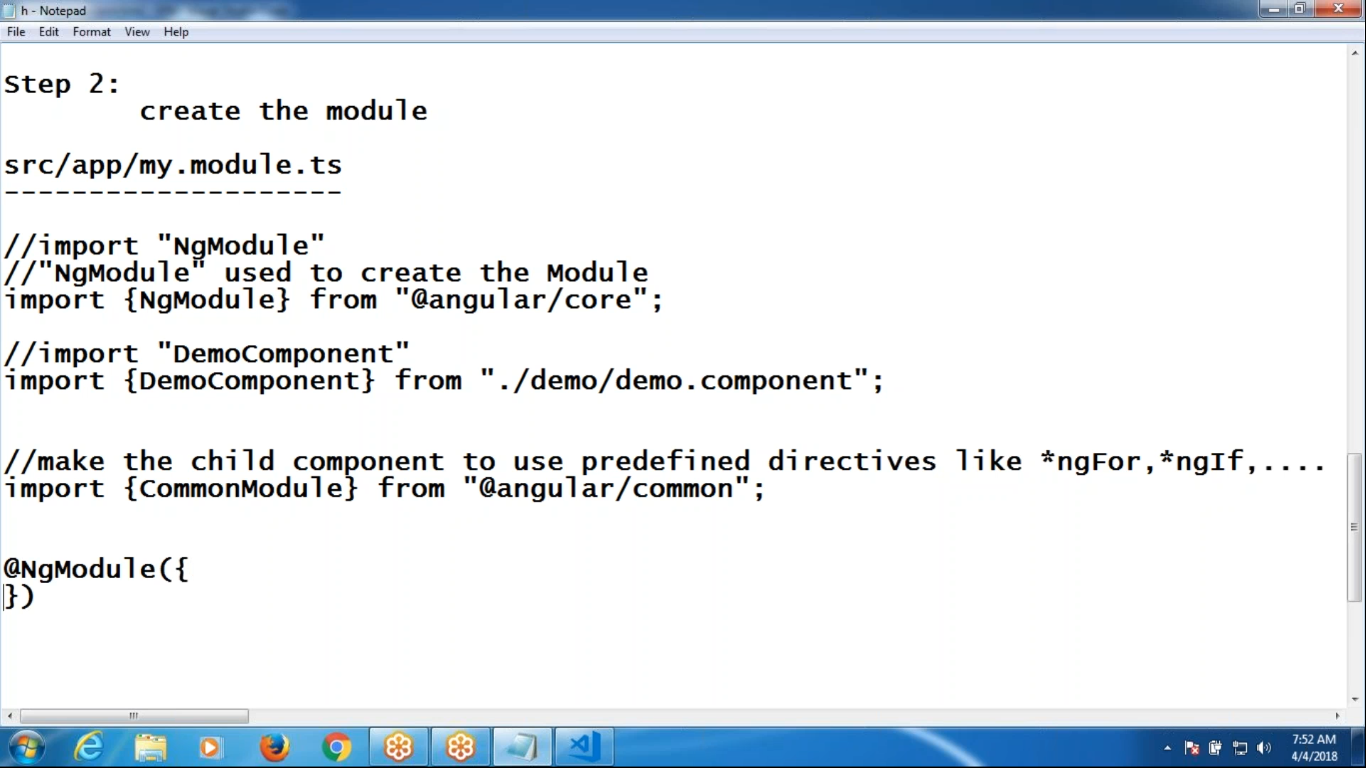 h - Notepad
File Edit Format View Help
Step 2:
create the module
src/app/my.module.ts
--------------------
//import "NgModule"
//"NgModule" used to create the Module
import {NgModule} from "@angular/core";
//import "DemoComponent"
import {DemoComponent} from "./demo/demo.component";
//make the child component to use predefined directives like *ngFor,*ngIf,....
import {CommonModule} from "@angular/common";
@NgModule({
})
7:52 AM
4/4/2018